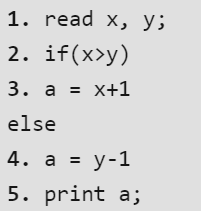 1. read x, y;
2. if(x>y)
3. a = x+1
else
4. a = y-1
5. print a;